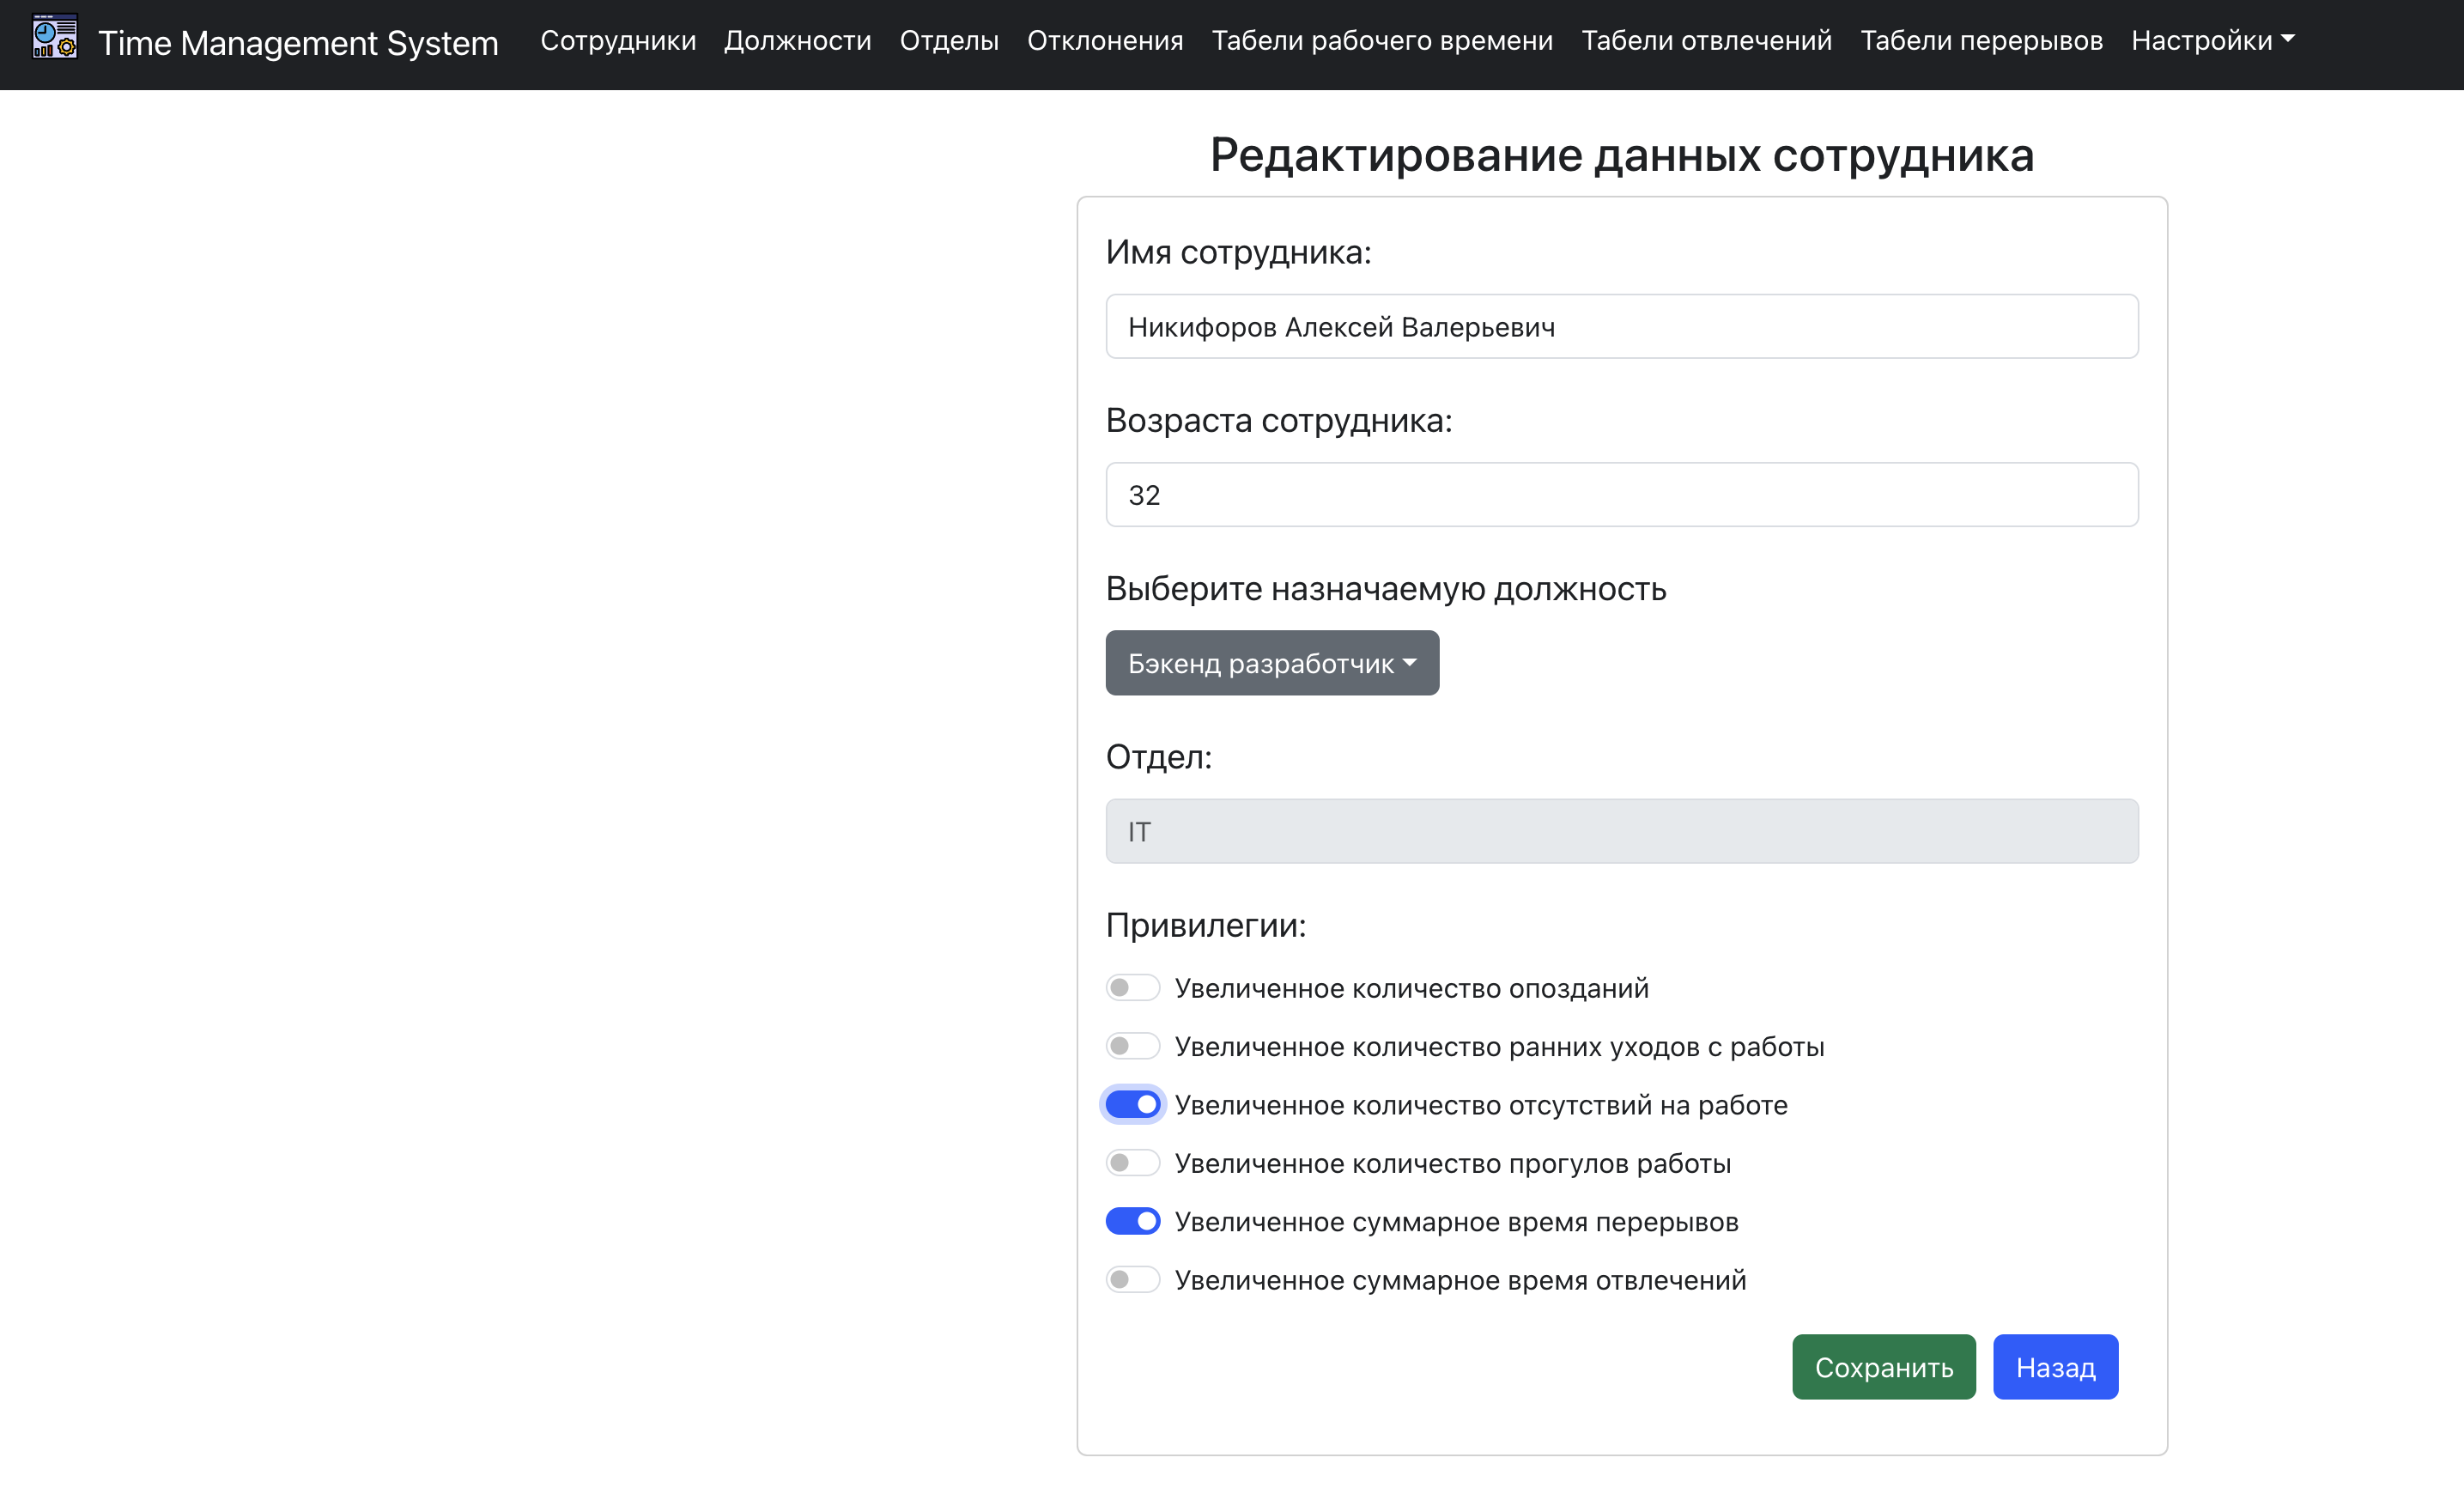 Time Management System Сотрудники Должности Отделы Отклонения Табели рабочего времени Табели отвлечений Табели перерывов Настройки
Редактирование данных сотрудника
Имя сотрудника:
Никифоров Алексей Валерьевич
Возраста сотрудника:
32
Выберите назначаемую должность
Бэкенд разработчик
Отдел:
IT
Привилегии:
Увеличенное количество опозданий
Увеличенное количество ранних уходов с работы
Увеличенное количество отсутствий на работе
Увеличенное количество прогулов работы
Увеличенное суммарное время перерывов
Увеличенное суммарное время отвлечений
Сохранить Назад